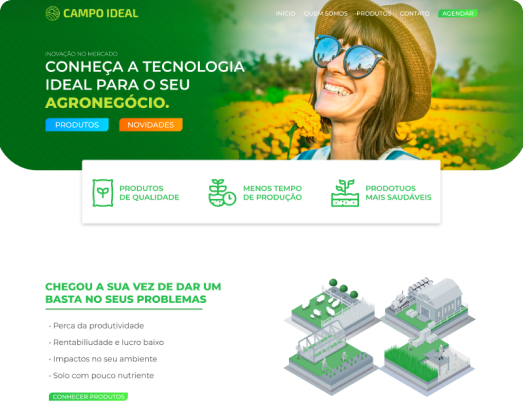 CAMPO IDEAL
INÍCIO QUEM SOMOS PRODUTOS CONTATO AGENDAR
INOVAÇÃO NO MERCADO
CONHEÇA A TECNOLOGIA
IDEAL PARA O SEU
AGRONEGÓCIO.
PRODUTOS NOVIDADES
PRODUTOS
DE QUALIDADE
MENOS TEMPO
DE PRODUÇÃO
PRODOTUOS
MAIS SAUDÁVEIS
CHEGOU A SUA VEZ DE DAR UM
BASTA NO SEUS PROBLEMAS
• Perca da produtividade
• Rentabiliudade e lucro baixo
• Impactos no seu ambiente
• Solo com pouco nutriente
CONHECER PRODUTOS